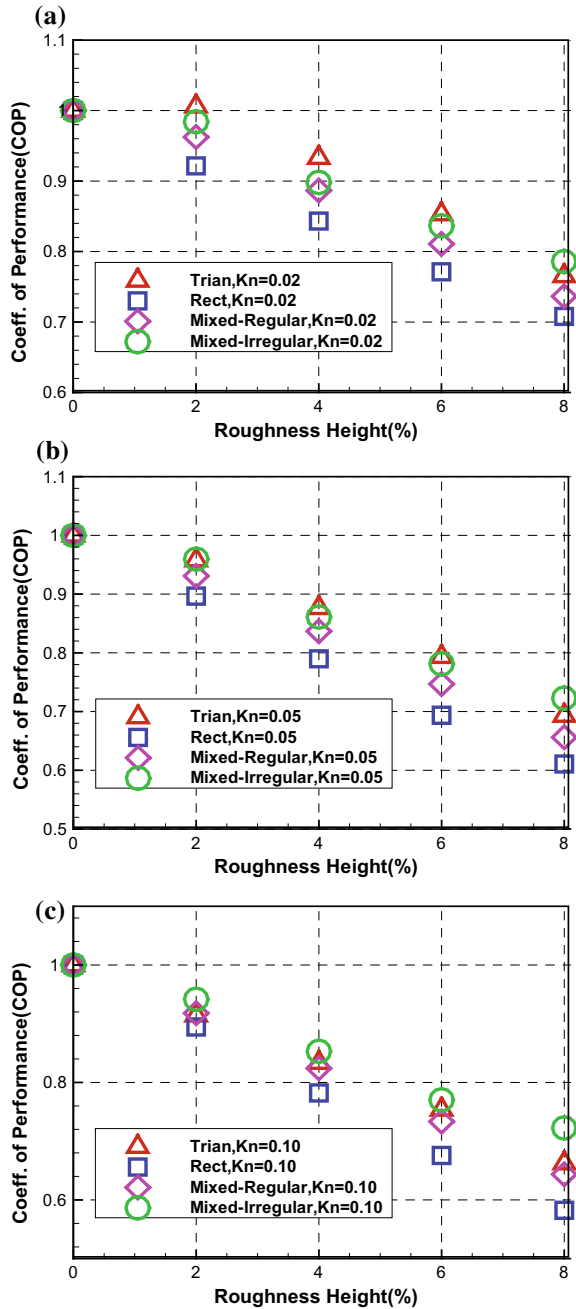 (a)
1.1
1
0.9
0.8
0.7
0.6
Coeff. of Performance(COP)
Trian,Kn=0.02
Rect,Kn=0.02
Mixed-Regular,Kn=0.02
Mixed-Irregular,Kn=0.02
0 2 4 6 8
Roughness Height(%)
(b)
1.1
1
0.9
0.8
0.7
0.6
0.5
Coeff. of Performance(COP)
Trian,Kn=0.05
Rect,Kn=0.05
Mixed-Regular,Kn=0.05
Mixed-Irregular,Kn=0.05
0 2 4 6 8
Roughness Height(%)
(c)
1
0.8
0.6
Coeff. of Performance(COP)
Trian,Kn=0.10
Rect,Kn=0.10
Mixed-Regular,Kn=0.10
Mixed-Irregular,Kn=0.10
0 2 4 6 8
Roughness Height(%)